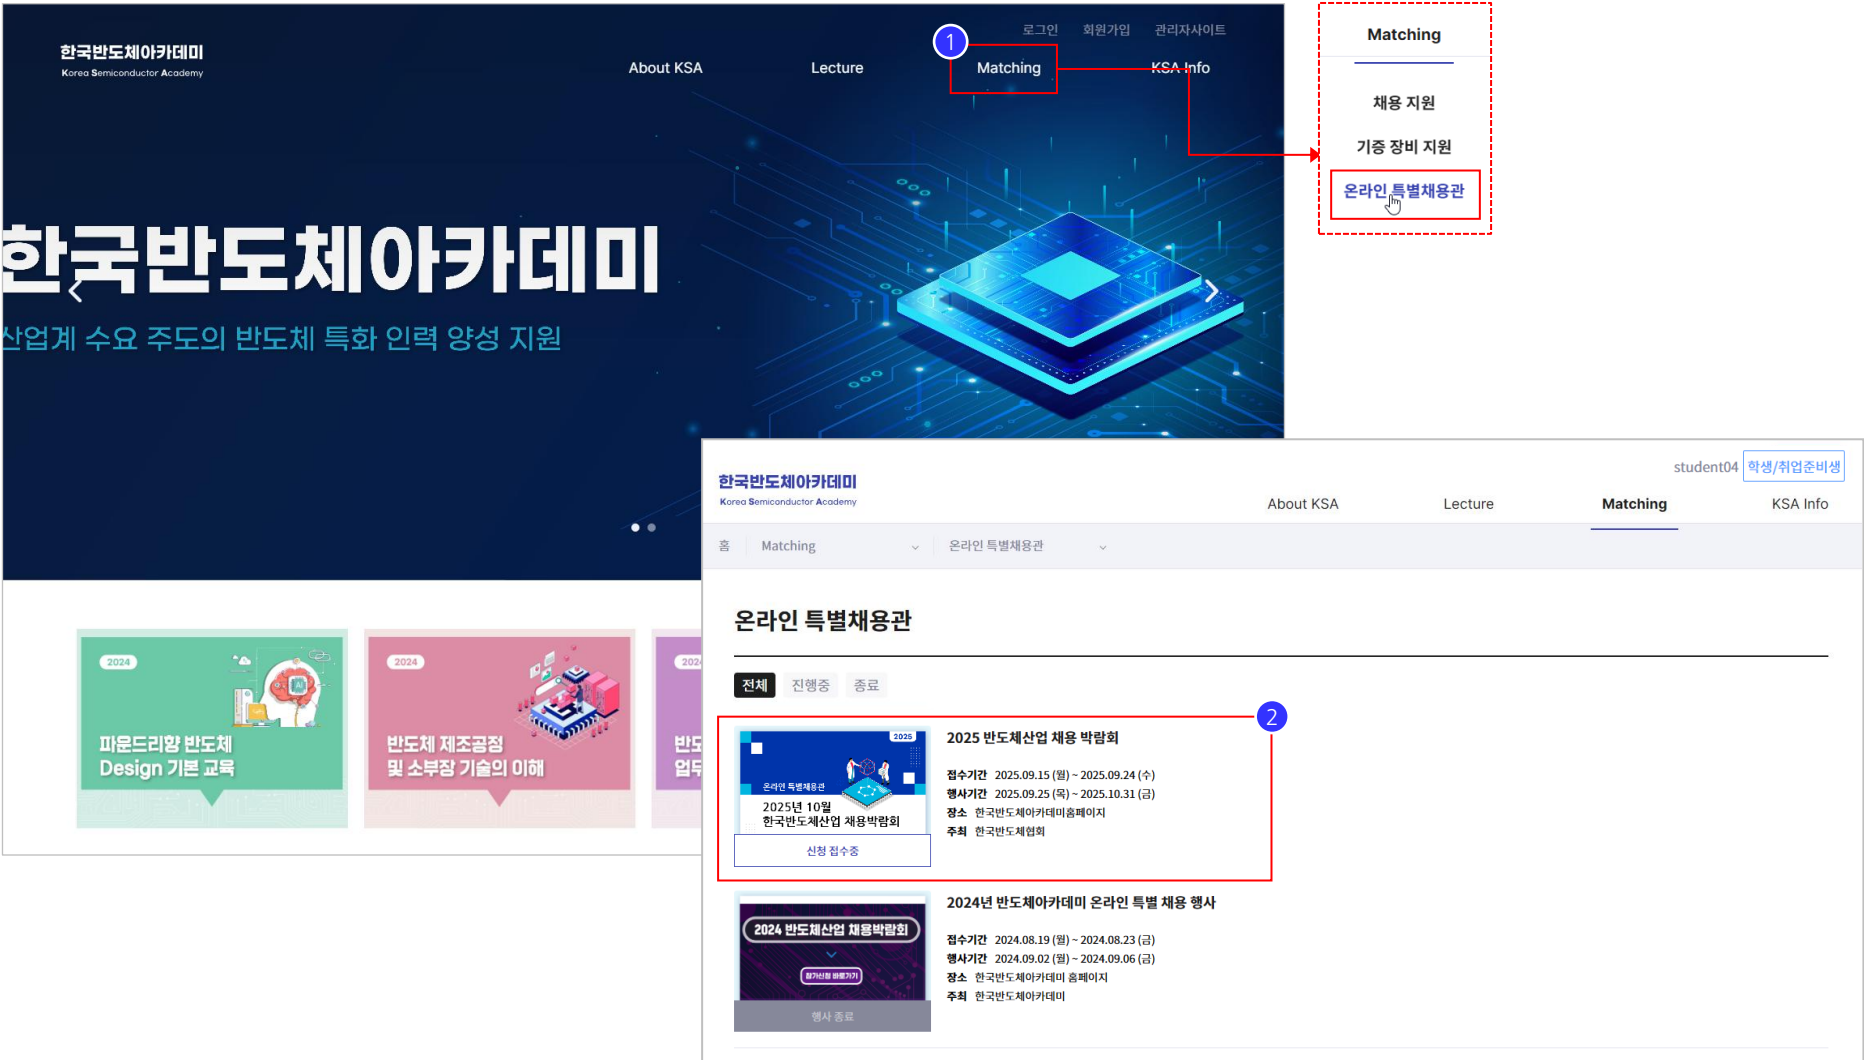 로그인 회원가입 관리자사이트
한국반도체아카데미
Korea Semiconductor Academy
About KSA Lecture Matching KSA Info
1
한국반도체아카데미
산업계 수요 주도의 반도체 특화 인력 양성 지원
Matching
채용 지원
기증 장비 지원
온라인 특별채용관
2024
파운드리향 반도체
Design 기본 교육
2024
반도체 제조공정
및 소부장 기술의 이해
202
반도
업무
student04 학생/취업준비생
한국반도체아카데미
Korea Semiconductor Academy
About KSA Lecture Matching KSA Info
홈 Matching 온라인 특별채용관
온라인 특별채용관
전체 진행중 종료
2
2025
온라인 특별채용관
2025년 10월
한국반도체산업 채용박람회
신청 접수중
2025 반도체산업 채용 박람회
접수기간 2025.09.15 (월) ~ 2025.09.24 (수)
행사기간 2025.09.25 (목) ~ 2025.10.31 (금)
장소 한국반도체아카데미홈페이지
주최 한국반도체협회
2024 반도체산업 채용박람회
참가신청 바로가기
행사 종료
2024년 반도체아카데미 온라인 특별 채용 행사
접수기간 2024.08.19 (월) ~ 2024.08.23 (금)
행사기간 2024.09.02 (월) ~ 2024.09.06 (금)
장소 한국반도체아카데미 홈페이지
주최 한국반도체아카데미